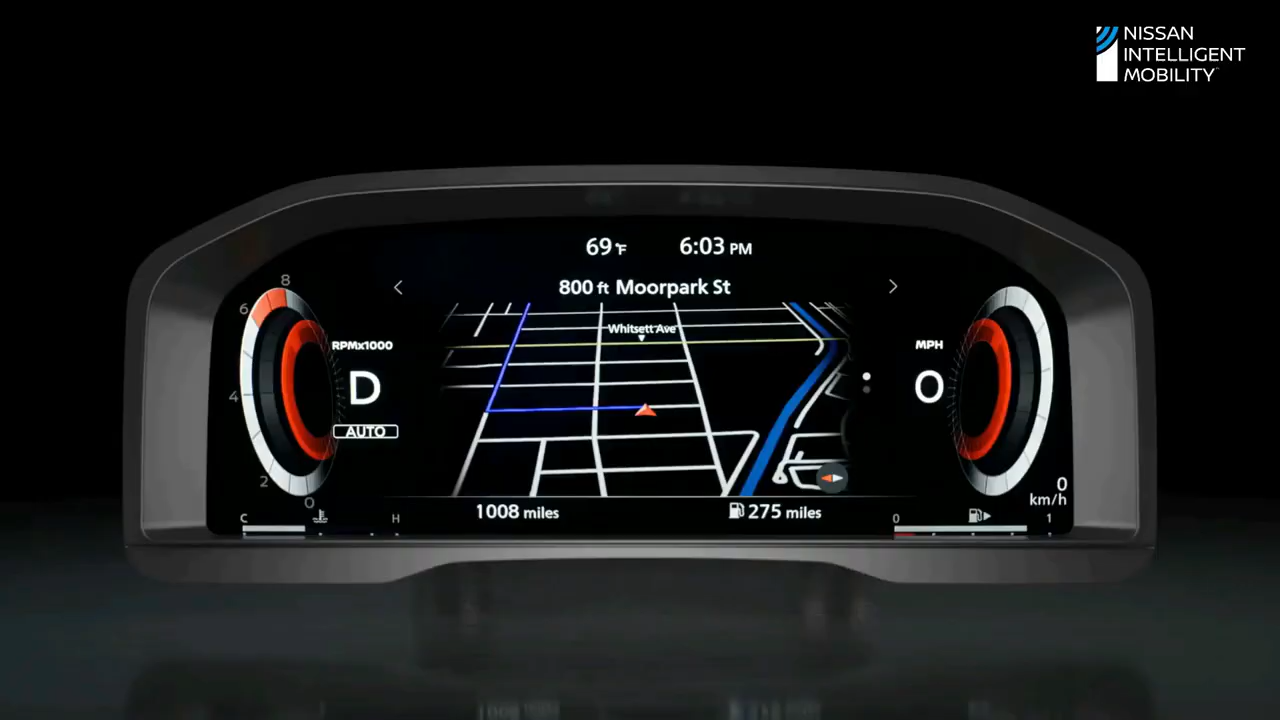 NISSAN
INTELLIGENT
MOBILITY
69°F 6:03 PM
800 ft Moorpark St
Whitsett Ave
8
6
4
2
0
RPMx1000
D
AUTO
MPH
0
0
km/h
1008 miles
275 miles
C H
0 1